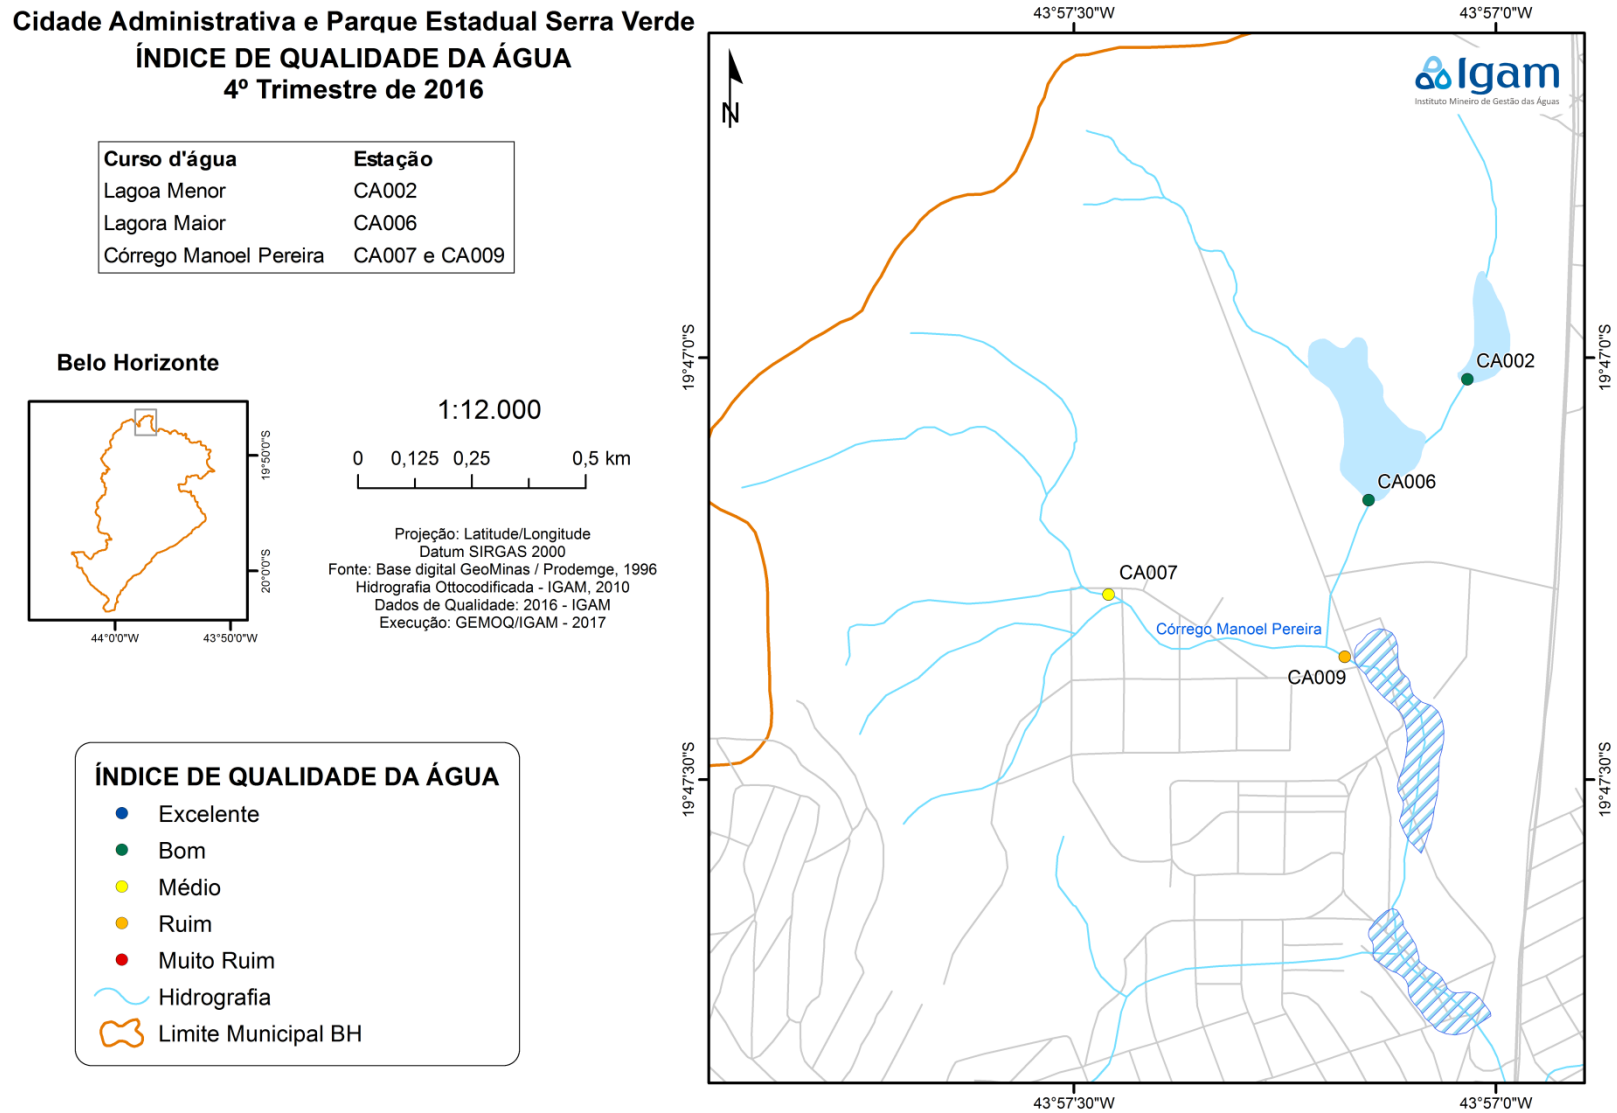 Cidade Administrativa e Parque Estadual Serra Verde
ÍNDICE DE QUALIDADE DA ÁGUA
4º Trimestre de 2016
Curso d'água Estação
Lagoa Menor CA002
Lagora Maior CA006
Córrego Manoel Pereira CA007 e CA009
Belo Horizonte
19°50'0"S
20°0'0"S
44°0'0"W 43°50'0"W
1:12.000
0 0,125 0,25 0,5 km
Projeção: Latitude/Longitude
Datum SIRGAS 2000
Fonte: Base digital GeoMinas / Prodemge, 1996
Hidrografia Ottocodificada - IGAM, 2010
Dados de Qualidade: 2016 - IGAM
Execução: GEMOQ/IGAM - 2017
ÍNDICE DE QUALIDADE DA ÁGUA
Excelente
Bom
Médio
Ruim
Muito Ruim
Hidrografia
Limite Municipal BH
43°57'30"W 43°57'0"W
N
Igam
Instituto Mineiro de Gestão das Águas
19°47'0"S 19°47'0"S
CA002
CA006
CA007
Córrego Manoel Pereira
CA009
19°47'30"S 19°47'30"S
43°57'30"W 43°57'0"W